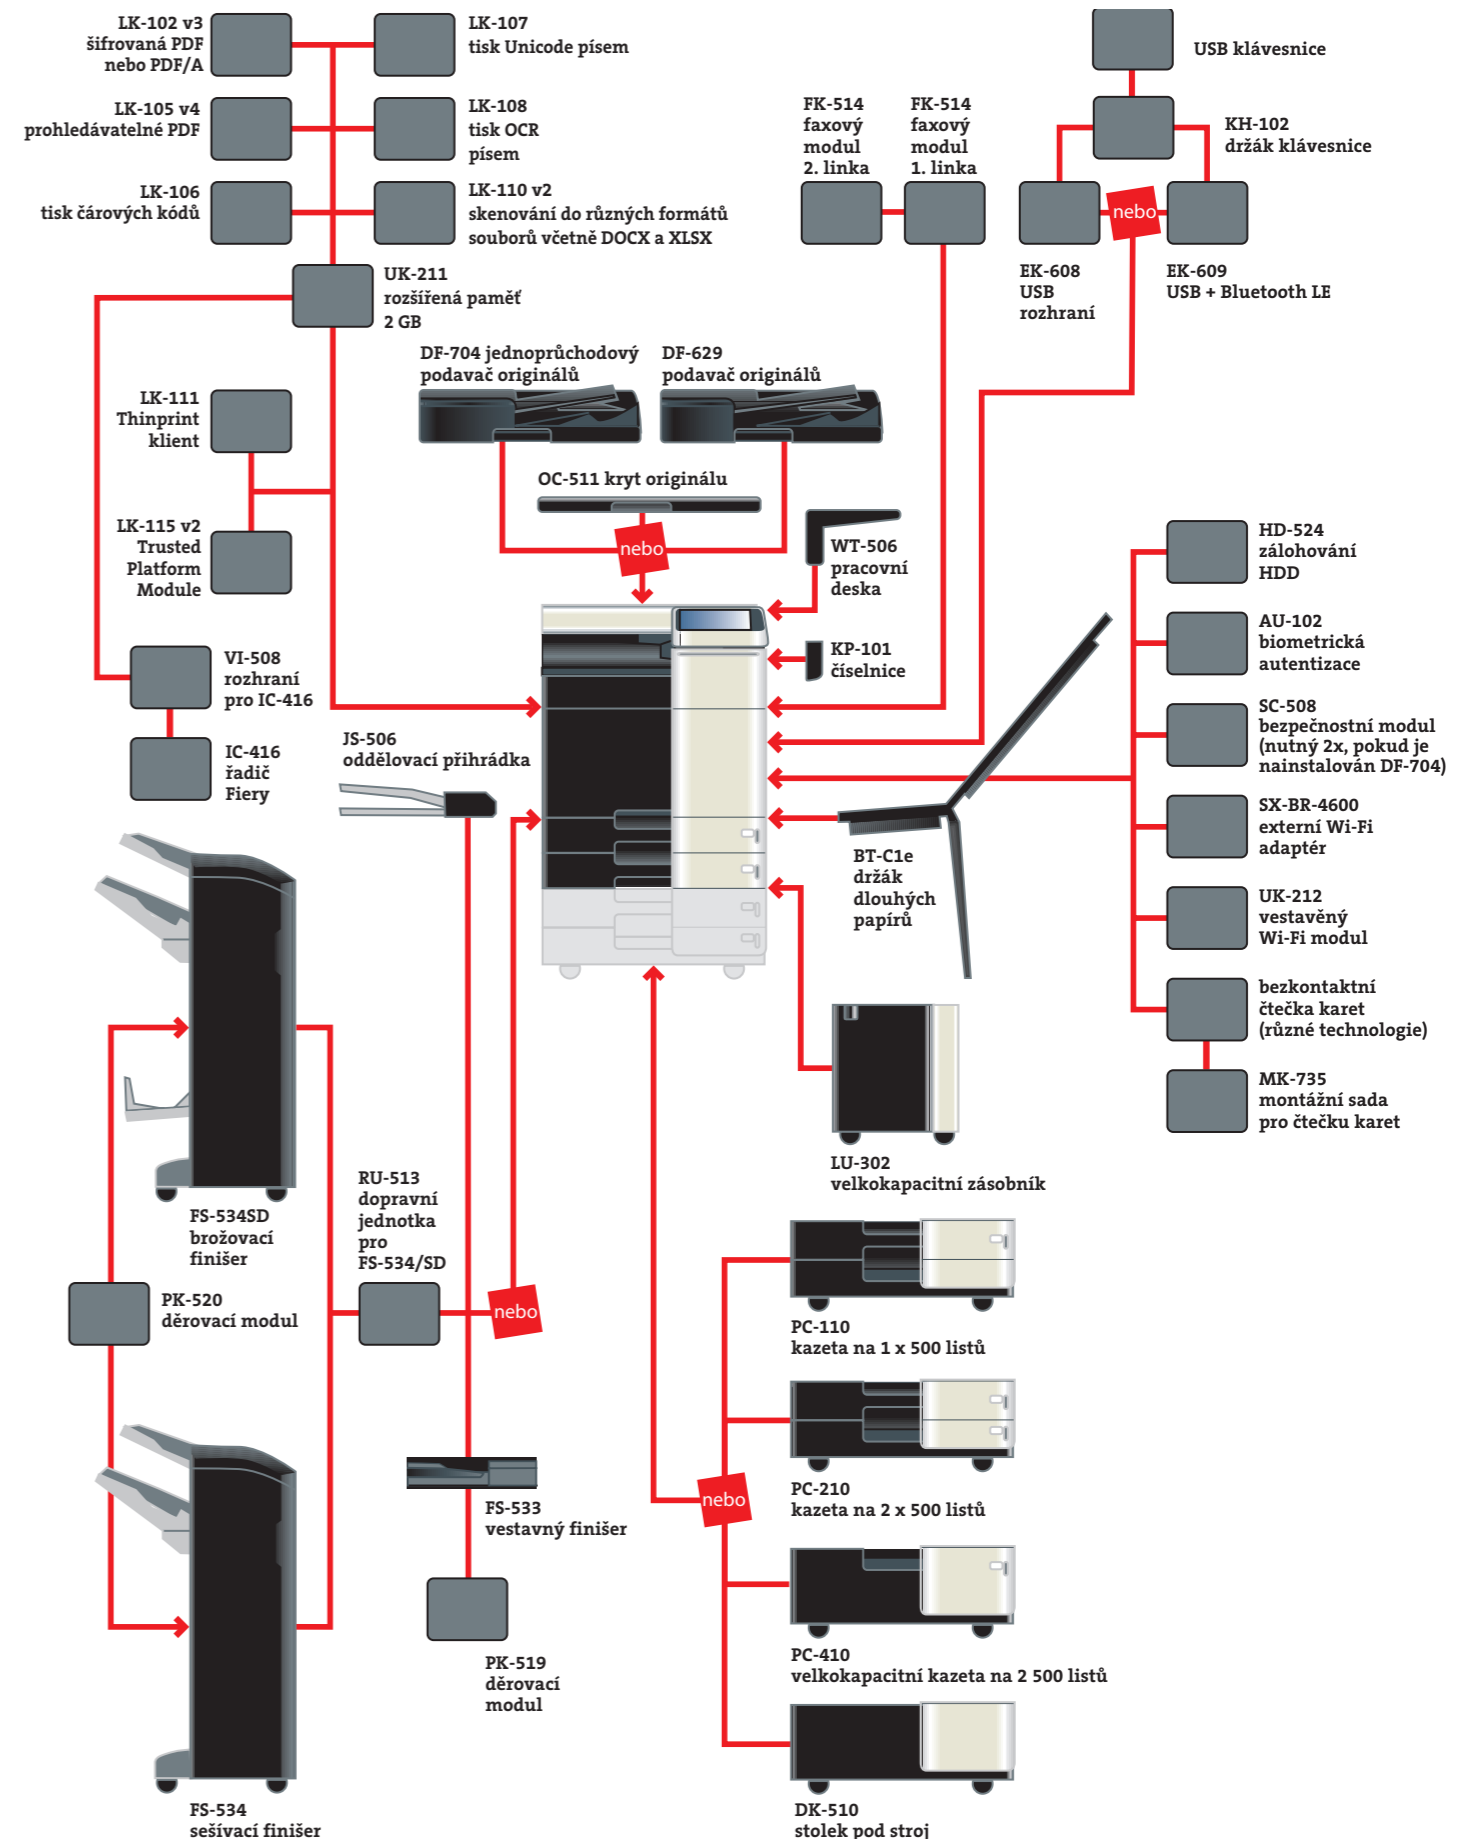 LK-102 v3
šifrovaná PDF
nebo PDF/A
LK-107
tisk Unicode písem
LK-105 v4
prohledávatelné PDF
LK-108
tisk OCR
písem
LK-106
tisk čárových kódů
LK-110 v2
skenování do různých formátů
souborů včetně DOCX a XLSX
UK-211
rozšířená paměť
2 GB
USB klávesnice
KH-102
držák klávesnice
FK-514
faxový
modul
2. linka
FK-514
faxový
modul
1. linka
nebo
EK-608
USB
rozhraní
EK-609
USB + Bluetooth LE
DF-704 jednoprůchodový
podavač originálů
DF-629
podavač originálů
LK-111
Thinprint
klient
OC-511 kryt originálu
nebo
LK-115 v2
Trusted
Platform
Module
WT-506
pracovní
deska
HD-524
zálohování
HDD
KP-101
číselnice
AU-102
biometrická
autentizace
VI-508
rozhraní
pro IC-416
SC-508
bezpečnostní modul
(nutný 2x, pokud je
nainstalován DF-704)
IC-416
řadič
Fiery
JS-506
oddělovací přihrádka
SX-BR-4600
externí Wi-Fi
adaptér
BT-C1e
držák
dlouhých
papírů
UK-212
vestavěný
Wi-Fi modul
bezkontaktní
čtečka karet
(různé technologie)
MK-735
montážní sada
pro čtečku karet
LU-302
velkokapacitní zásobník
FS-534SD
brožovací
finišer
RU-513
dopravní
jednotka
pro
FS-534/SD
PK-520
děrovací modul
nebo
PC-110
kazeta na 1 x 500 listů
PC-210
kazeta na 2 x 500 listů
nebo
FS-533
vestavný finišer
PK-519
děrovací
modul
PC-410
velkokapacitní kazeta na 2 500 listů
FS-534
sešívací finišer
DK-510
stolek pod stroj